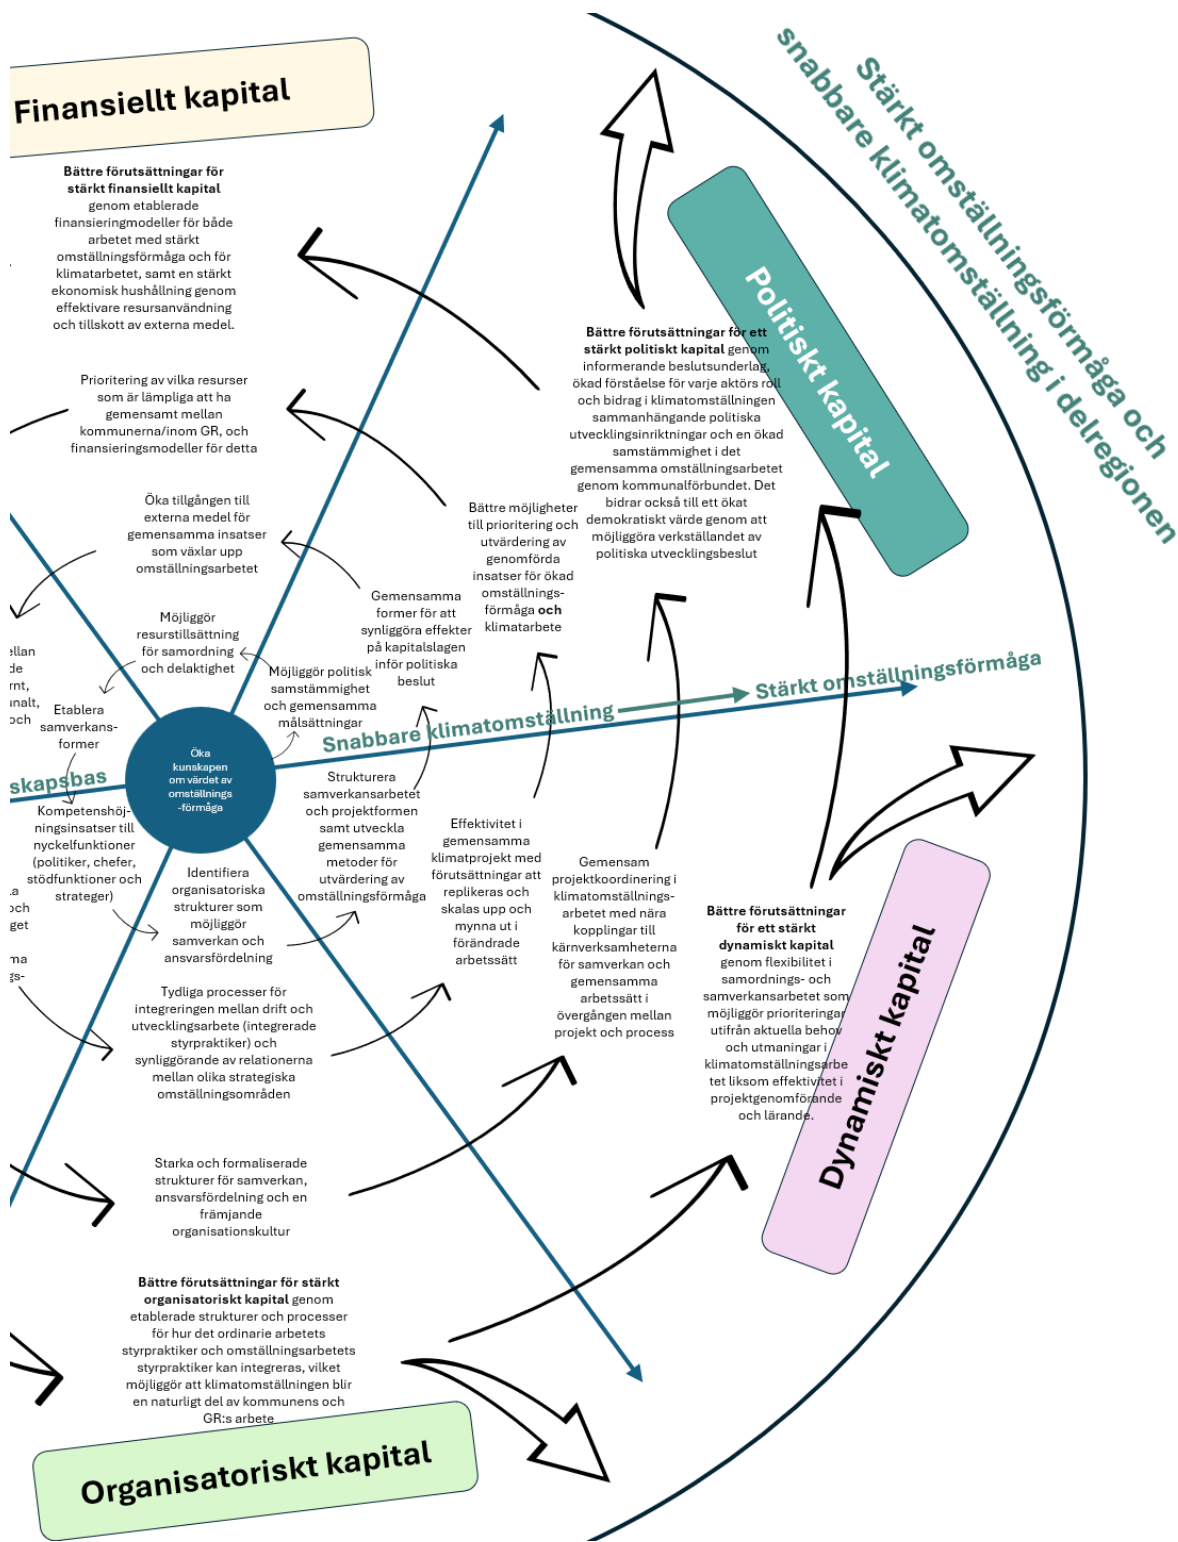 Finansiellt kapital
Bättre förutsättningar för
stärkt finansiellt kapital
genom etablerade
finansieringmodeller för både
arbetet med stärkt
omställningsförmåga och för
klimatarbetet, samt en stärkt
ekonomisk hushållning genom
effektivare resursanvändning
och tillskott av externa medel.
Prioritering av vilka resurser
som är lämpliga att ha
gemensamt mellan
kommunerna/inom GR, och
finansieringsmodeller för detta
Öka tillgången till
externa medel för
gemensamma insatser
som växlar upp
omställningsarbetet
Möjliggör
resurstillsättning
för samordning
och delaktighet
Stärkt omställningsförmåga och
snabbare klimatomställning i delregionen
Politiskt kapital
Bättre förutsättningar för ett
stärkt politiskt kapital genom
informerande beslutsunderlag,
ökad förståelse för varje aktörs roll
och bidrag i klimatomställningen
sammanhängande politiska
utvecklingsinriktningar och en ökad
samstämmighet i det
gemensamma omställningsarbetet
genom kommunalförbundet. Det
bidrar också till ett ökat
demokratiskt värde genom att
möjliggöra verkställandet av
politiska utvecklingsbeslut
Bättre möjligheter
till prioritering och
utvärdering av
genomförda
insatser för ökad
omställnings-
förmåga och
klimatarbete
Gemensamma
former för att
synliggöra effekter
på kapitalslagen
inför politiska
beslut
Möjliggör politisk
samstämmighet
och gemensamma
målsättningar
Snabbare klimatomställning
Stärkt omställningsförmåga
ellan
de
rnt,
unalt,
och
Etablera
samverkans-
former
Öka
kunskapen
om värdet av
omställnings
-förmåga
skapsbas
Kompetenshöj-
ningsinsatser till
nyckelfunktioner
(politiker, chefer,
stödfunktioner och
strateger)
och
get
ma
gs-
Identifiera
organisatoriska
strukturer som
möjliggör
samverkan och
ansvarsfördelning
Strukturera
samverkansarbetet
och projektformen
samt utveckla
gemensamma
metoder för
utvärdering av
omställningsförmåga
Effektivitet i
gemensamma
klimatprojekt med
förutsättningar att
replikeras och
skalas upp och
mynna ut i
förändrade
arbetssätt
Gemensam
projektkoordinering i
klimatomställnings-
arbetet med nära
kopplingar till
kärnverksamheterna
för samverkan och
gemensamma
arbetssätt i
övergången mellan
projekt och process
Bättre förutsättningar
för ett stärkt
dynamiskt kapital
genom flexibilitet i
samordnings- och
samverkansarbetet som
möjliggör prioriteringar
utifrån aktuella behov
och utmaningar i
klimatomställningsarbe
tet liksom effektivitet i
projektgenomförande
och lärande.
Dynamiskt kapital
Tydliga processer för
integreringen mellan drift och
utvecklingsarbete (integrerade
styrpraktiker) och
synliggörande av relationerna
mellan olika strategiska
omställningsområden
Starka och formaliserade
strukturer för samverkan,
ansvarsfördelning och en
främjande
organisationskultur
Bättre förutsättningar för stärkt
organisatoriskt kapital genom
etablerade strukturer och processer
för hur det ordinarie arbetets
styrpraktiker och omställningsarbetets
styrpraktiker kan integreras, vilket
möjliggör att klimatomställningen blir
en naturligt del av kommunens och
GR:s arbete
Organisatoriskt kapital